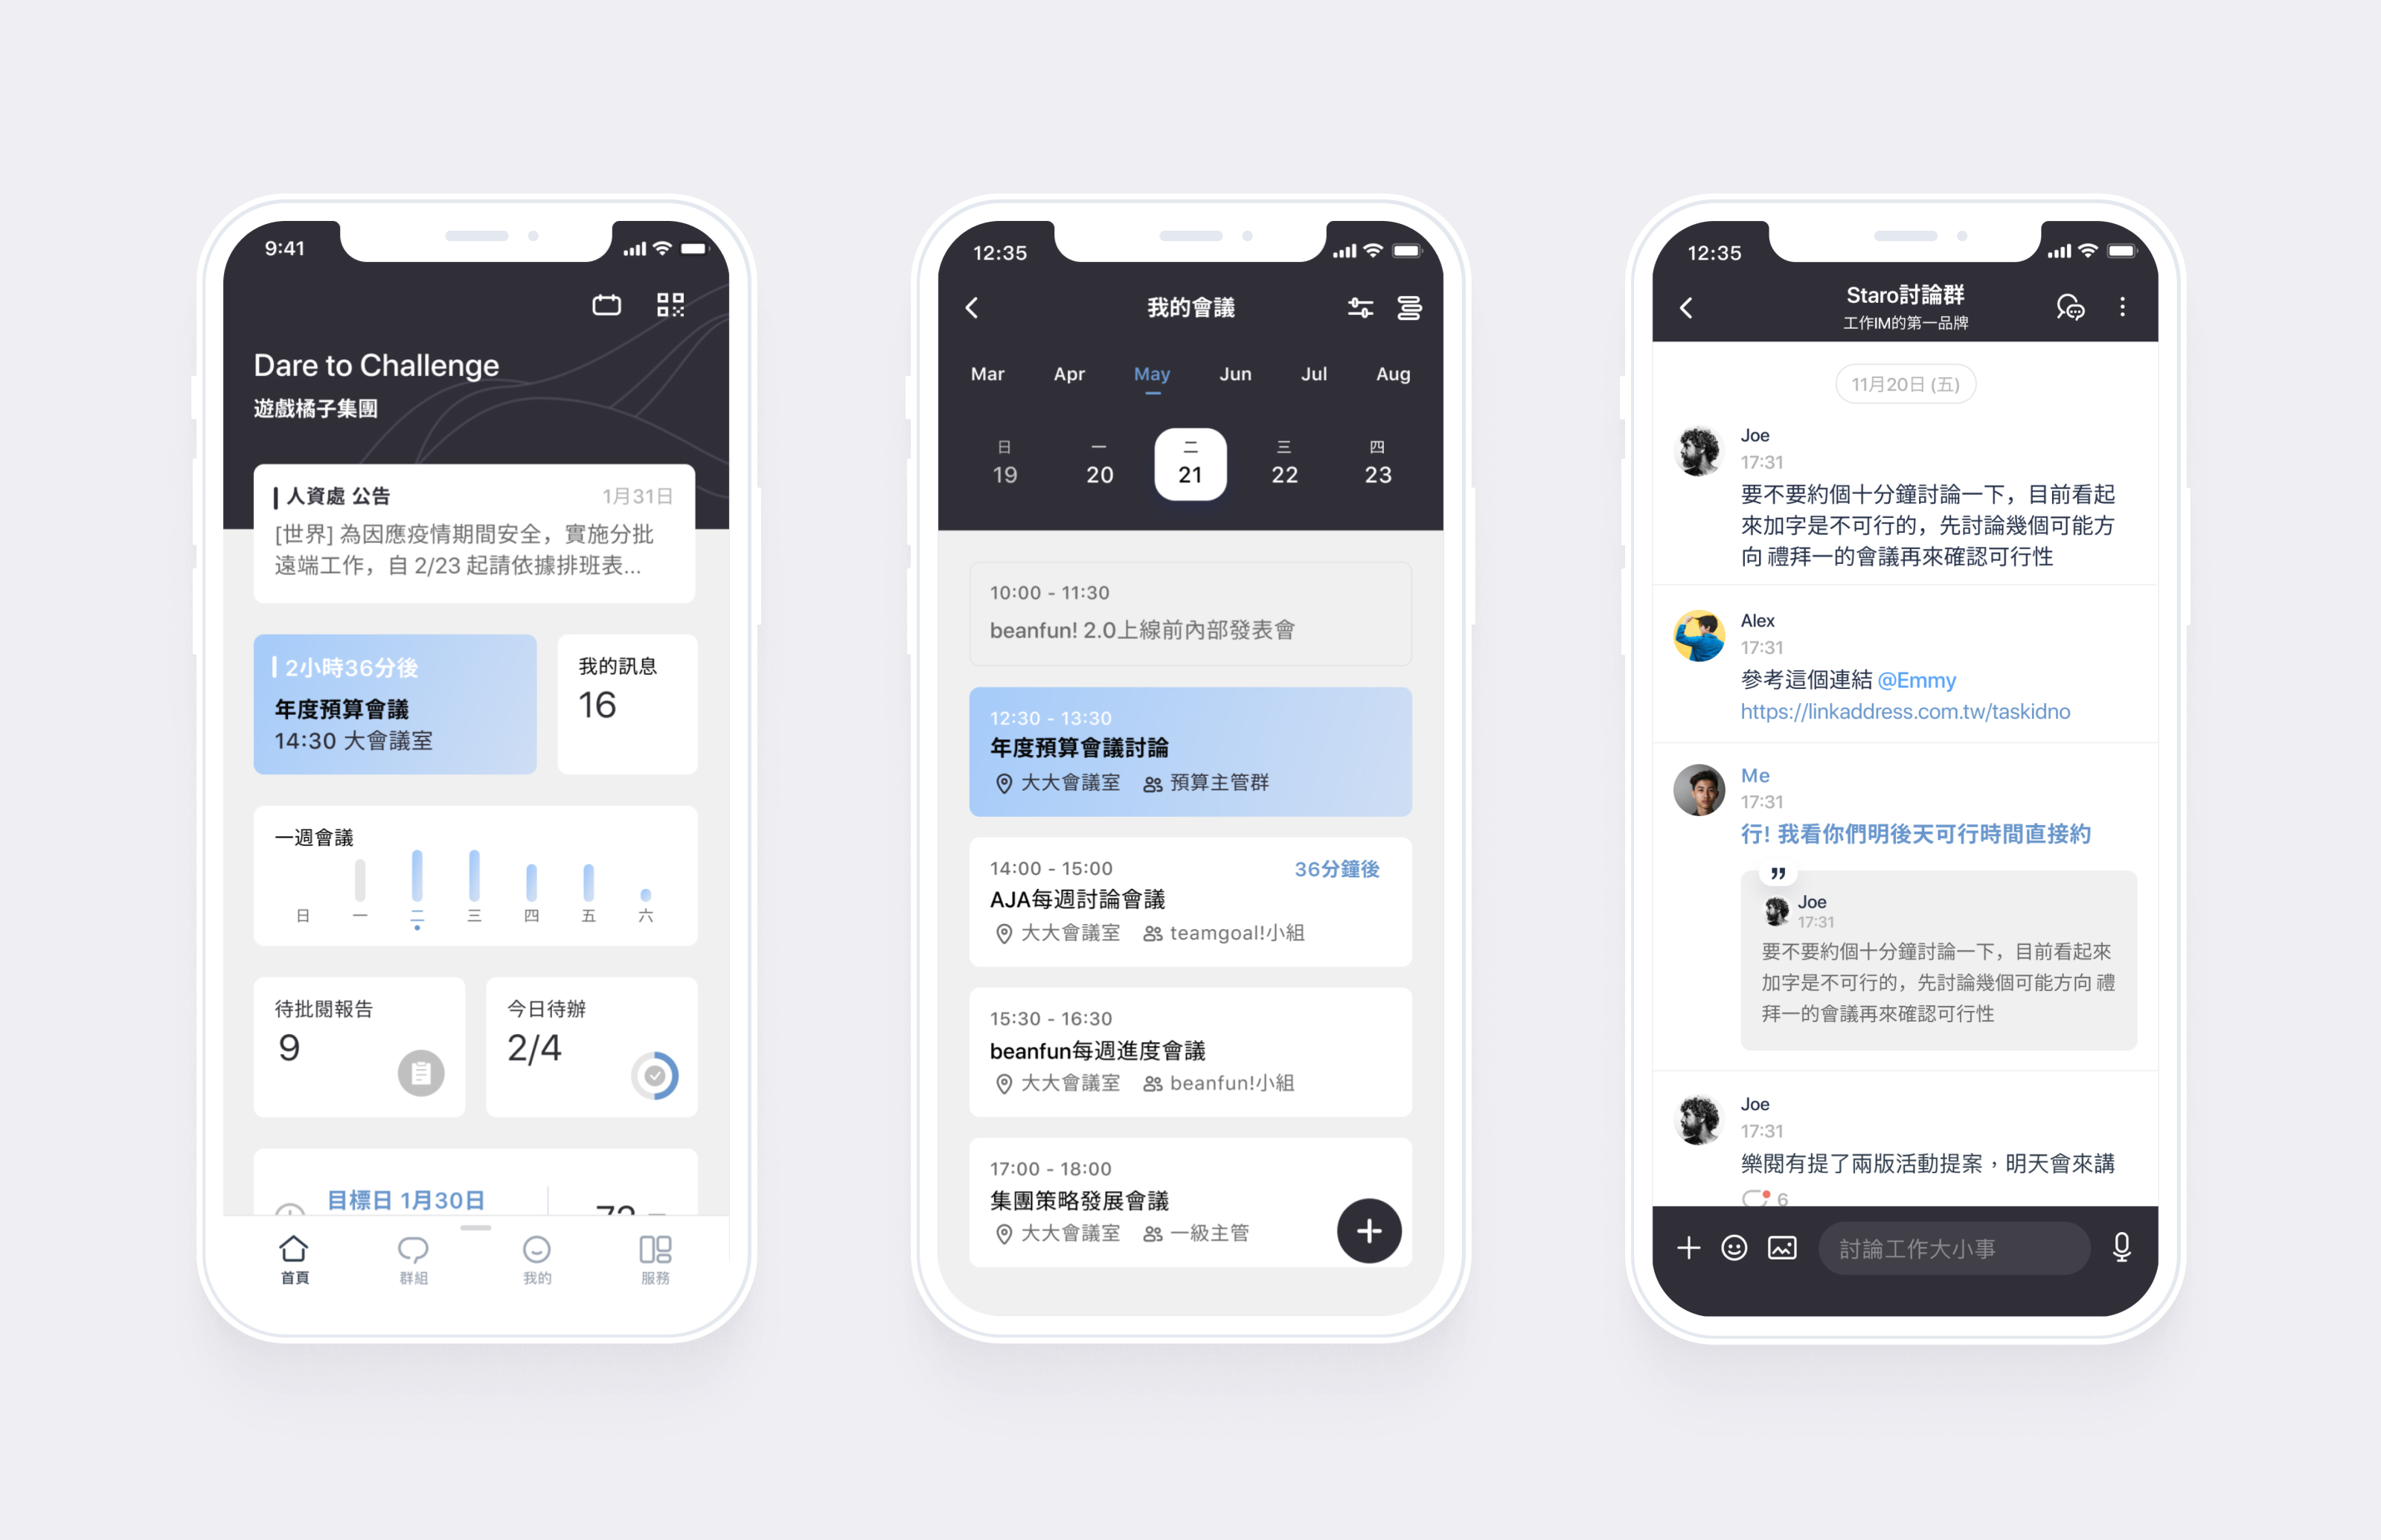 9:41
Dare to Challenge
遊戲橘子集團
人資處 公告
1月31日
[世界] 為因應疫情期間安全，實施分批
遠端工作，自 2/23 起請依據排班表...
2小時36分後
年度預算會議
14:30 大會議室
我的訊息
16
一週會議
日 一 二 三 四 五 六
待批閱報告
9
今日待辦
2/4
目標日 1月30日
首頁 群組 我的 服務
12:35
我的會議
Mar Apr May Jun Jul Aug
日 一 二 三 四
19 20 21 22 23
10:00 - 11:30
beanfun! 2.0上線前內部發表會
12:30 - 13:30
年度預算會議討論
大大會議室 預算主管群
14:00 - 15:00 36分鐘後
AJA每週討論會議
大大會議室 teamgoal!小組
15:30 - 16:30
beanfun每週進度會議
大大會議室 beanfun!小組
17:00 - 18:00
集團策略發展會議
大大會議室 一級主管
12:35
Staro討論群
工作IM的第一品牌
11月20日 (五)
Joe
17:31
要不要約個十分鐘討論一下，目前看起
來加字是不可行的，先討論幾個可能方
向 禮拜一的會議再來確認可行性
Alex
17:31
參考這個連結 @Emmy
https://linkaddress.com.tw/taskidno
Me
17:31
行! 我看你們明後天可行時間直接約
Joe
17:31
要不要約個十分鐘討論一下，目前看起來
加字是不可行的，先討論幾個可能方向 禮
拜一的會議再來確認可行性
Joe
17:31
樂閱有提了兩版活動提案，明天會來講
6
討論工作大小事